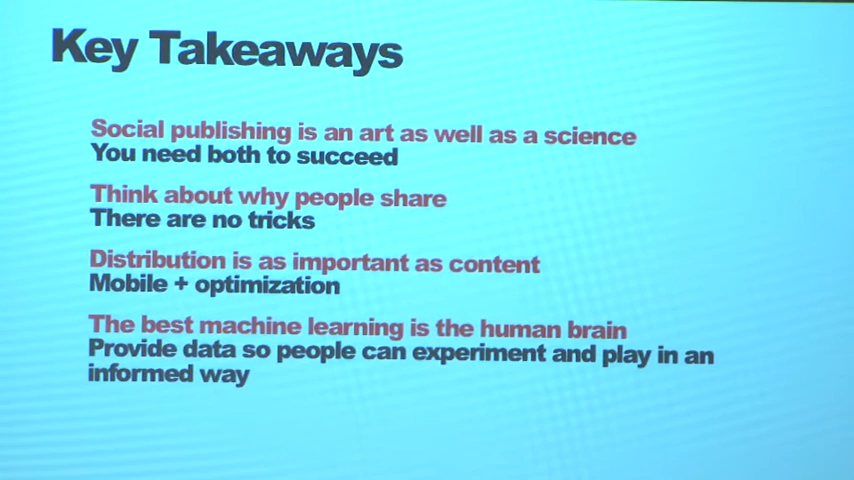 Key Takeaways
Social publishing is an art as well as a science
You need both to succeed
Think about why people share
There are no tricks
Distribution is as important as content
Mobile + optimization
The best machine learning is the human brain
Provide data so people can experiment and play in an
informed way